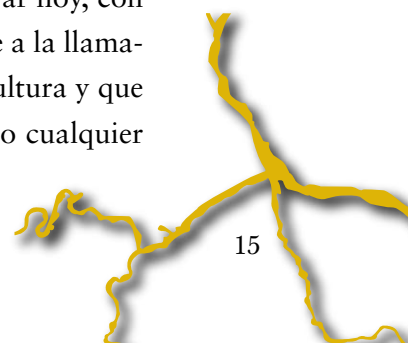 ar hoy, con
e a la llama-
ultura y que
o cualquier
15